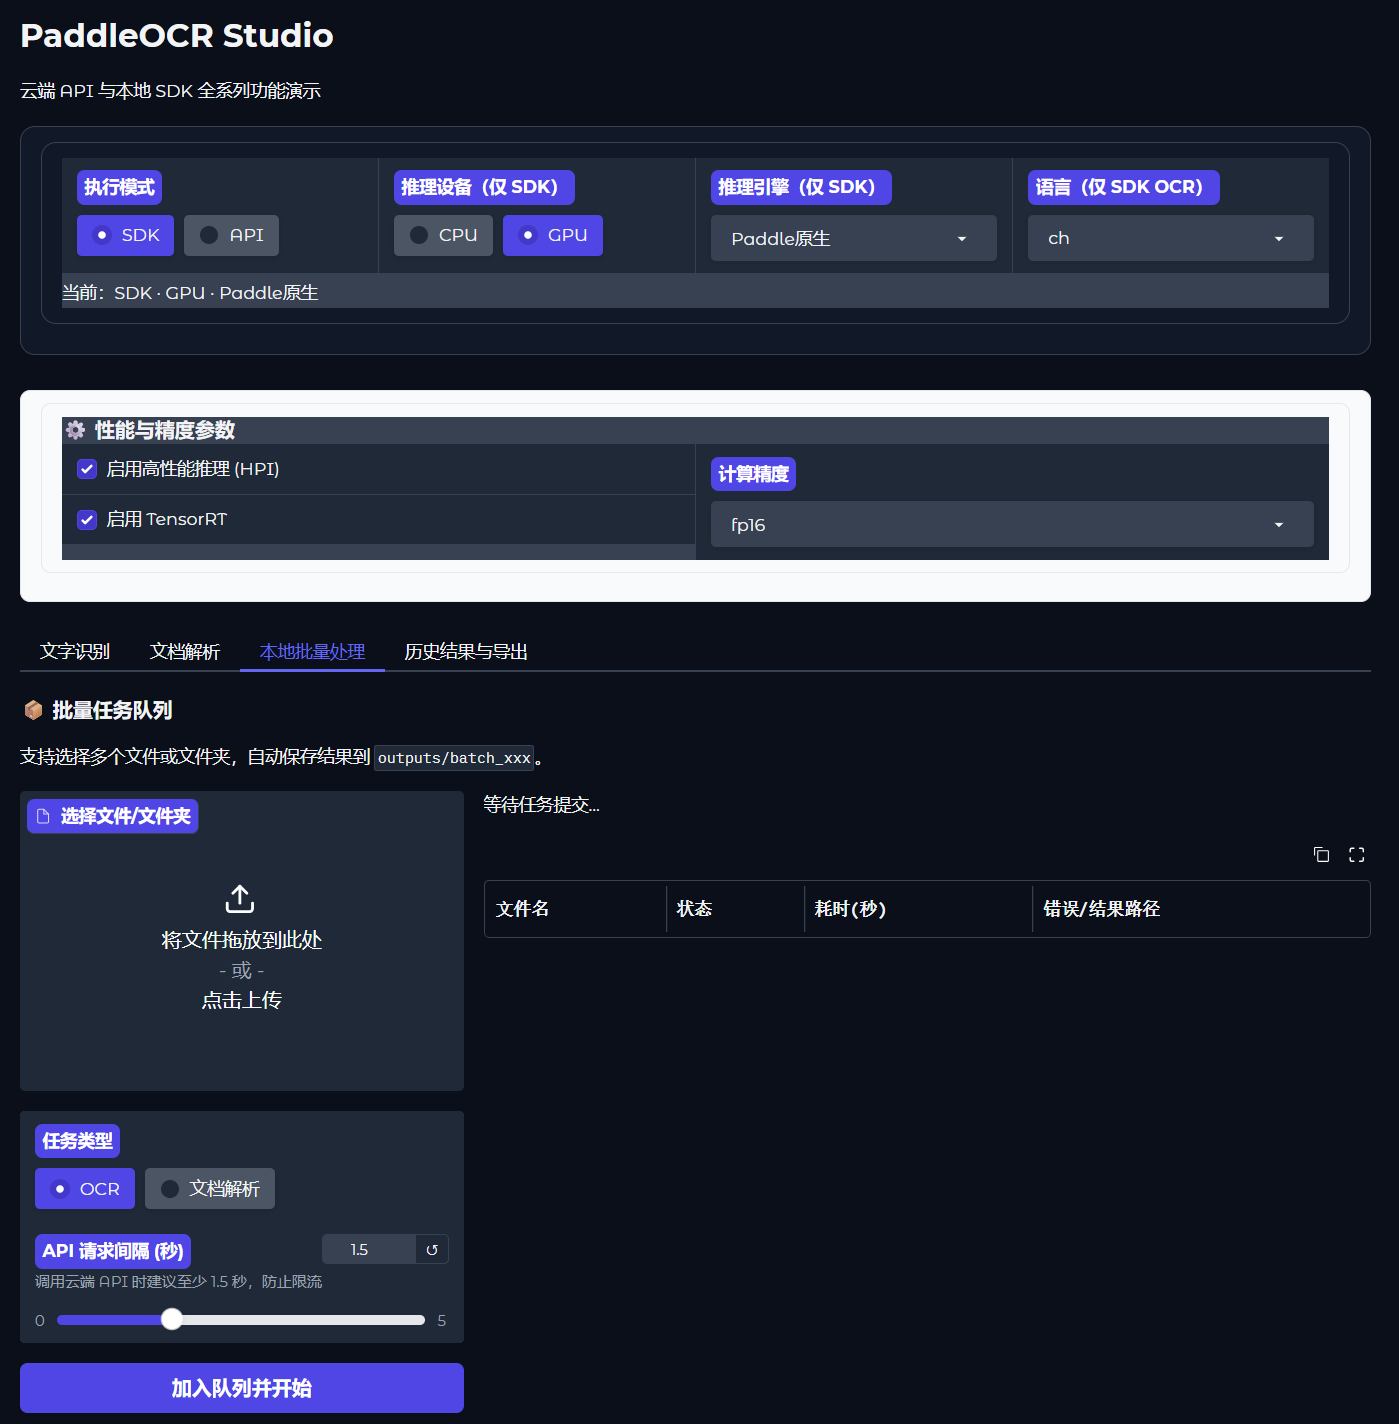 PaddleOCR Studio
云端 API 与本地 SDK 全系列功能演示
执行模式
SDK
API
推理设备（仅 SDK）
CPU
GPU
推理引擎（仅 SDK）
Paddle原生
语言（仅 SDK OCR）
ch
当前：SDK · GPU · Paddle原生
性能与精度参数
启用高性能推理 (HPI)
启用 TensorRT
计算精度
fp16
文字识别
文档解析
本地批量处理
历史结果与导出
批量任务队列
支持选择多个文件或文件夹，自动保存结果到 outputs/batch_xxx。
选择文件/文件夹
将文件拖放到此处
- 或 -
点击上传
等待任务提交...
文件名
状态
耗时(秒)
错误/结果路径
任务类型
OCR
文档解析
API 请求间隔 (秒)
1.5
调用云端 API 时建议至少 1.5 秒，防止限流
0
5
加入队列并开始